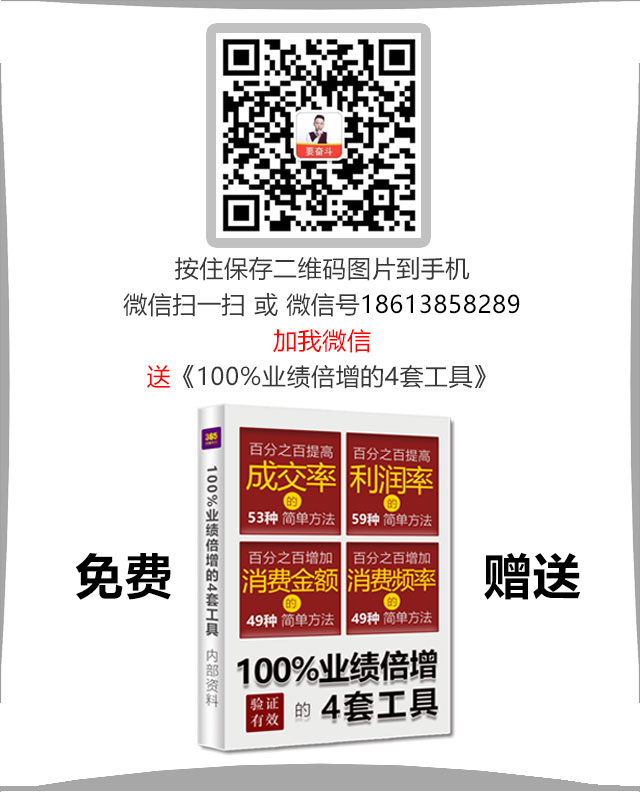 要奋斗
按住保存二维码图片到手机
微信扫一扫 或 微信号18613858289
加我微信
送《100%业绩倍增的4套工具》
免费
赠送
365
100%业绩倍增的4套工具 内部资料
百分之百提高
成交率
的
53种 简单方法
百分之百提高
利润率
的
59种 简单方法
百分之百增加
消费金额
的
49种 简单方法
百分之百增加
消费频率
的
49种 简单方法
100%业绩倍增
验证
有效
的 4套工具